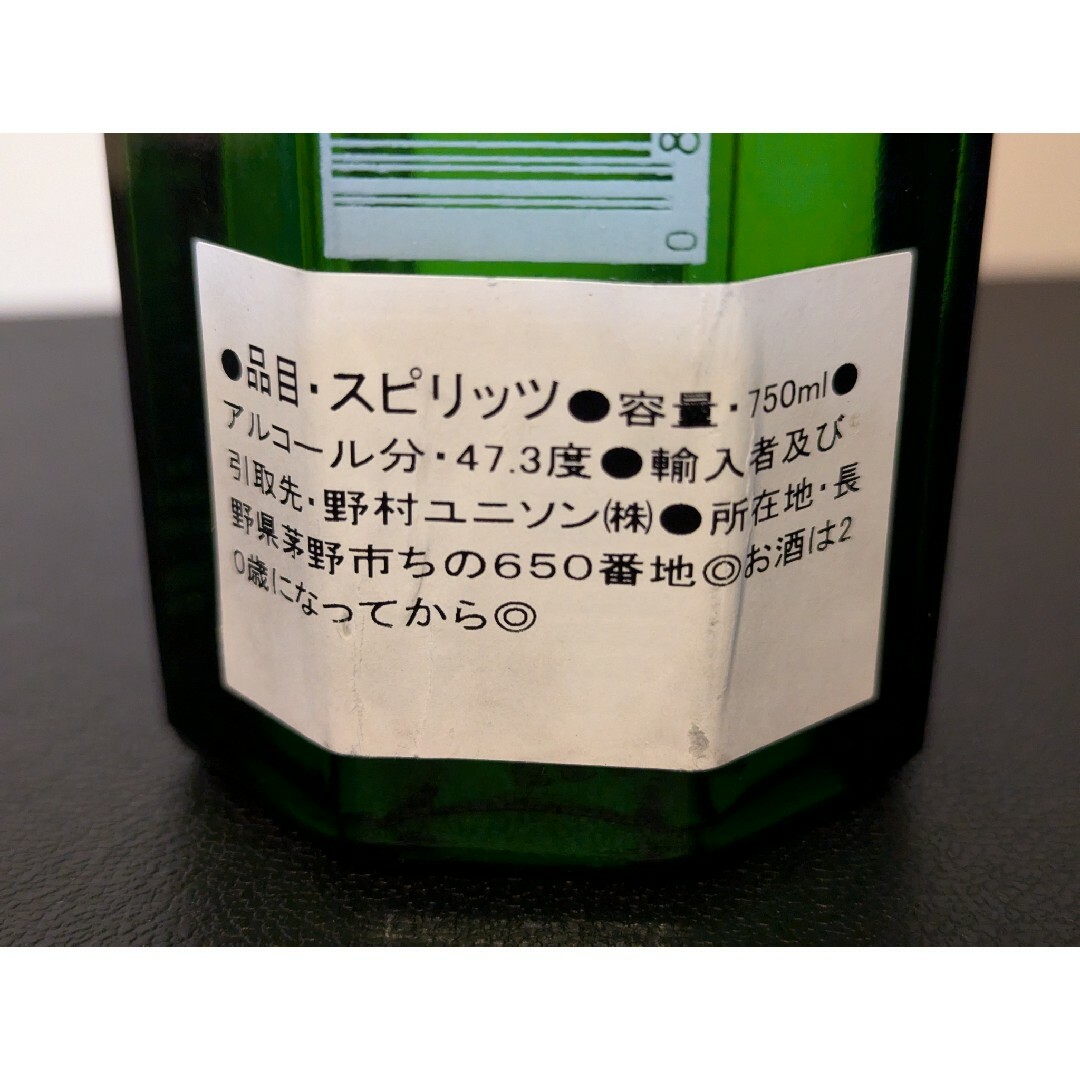 8
0
●品目・スピリッツ●容量・750ml●
アルコール分・47.3度●輸入者及び
引取先・野村ユニソン㈱●所在地・長
野県茅野市ちの650番地◎お酒は2
0歳になってから◎